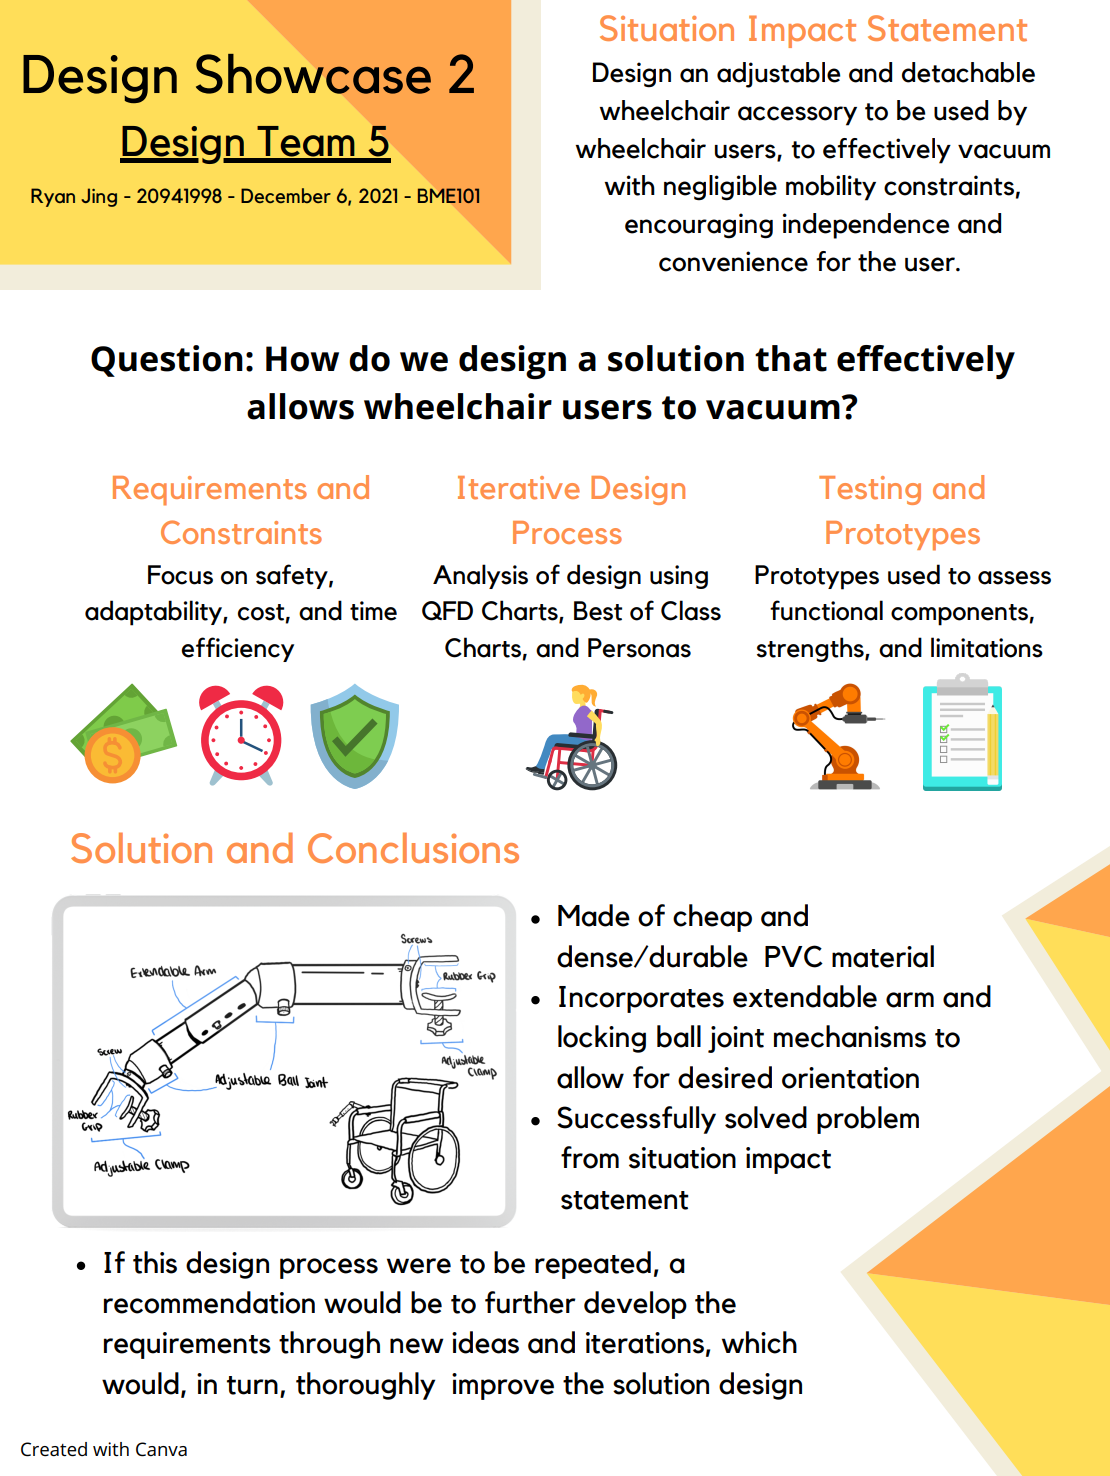 Design Showcase 2
Design Team 5
Ryan Jing - 20941998 - December 6, 2021 - BME101
Situation Impact Statement
Design an adjustable and detachable
wheelchair accessory to be used by
wheelchair users, to effectively vacuum
with negligible mobility constraints,
encouraging independence and
convenience for the user.
Question: How do we design a solution that effectively
allows wheelchair users to vacuum?
Requirements and
Constraints
Focus on safety,
adaptability, cost, and time
efficiency
Iterative Design
Process
Analysis of design using
QFD Charts, Best of Class
Charts, and Personas
Testing and
Prototypes
Prototypes used to assess
functional components,
strengths, and limitations
$
Solution and Conclusions
Screws
Extendable Arm
Rubber Grip
Screw
Adjustable Ball Joint
Adjustable
Clamp
Rubber
Grip
Adjustable Clamp
• Made of cheap and
dense/durable PVC material
• Incorporates extendable arm and
locking ball joint mechanisms to
allow for desired orientation
• Successfully solved problem
from situation impact
statement
• If this design process were to be repeated, a
recommendation would be to further develop the
requirements through new ideas and iterations, which
would, in turn, thoroughly improve the solution design
Created with Canva